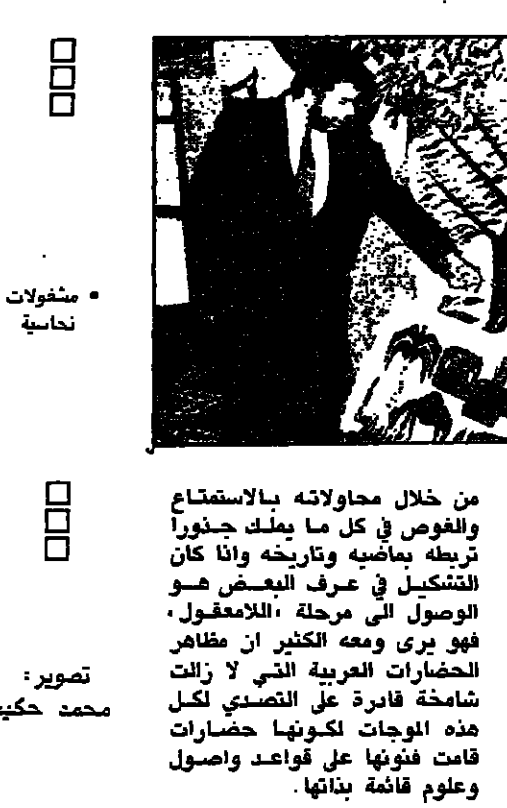 • مشغولات
نحاسية
من خلال محاولاته بالاستمتاع
والغوص في كل ما يملك جذورا
تربطه بماضيه وتاريخه واذا كان
التشكيل في عرف البعض هو
الوصول الى مرحلة «اللامعقول»
فهو يرى ومعه الكثير ان مظاهر
الحضارات العربية التي لا زالت
شامخة قادرة على التصدي لكل
هذه الموجات لكونها حضارات
قامت فنونها على قواعد واصول
وعلوم قائمة بذاتها.
تصوير:
محمد